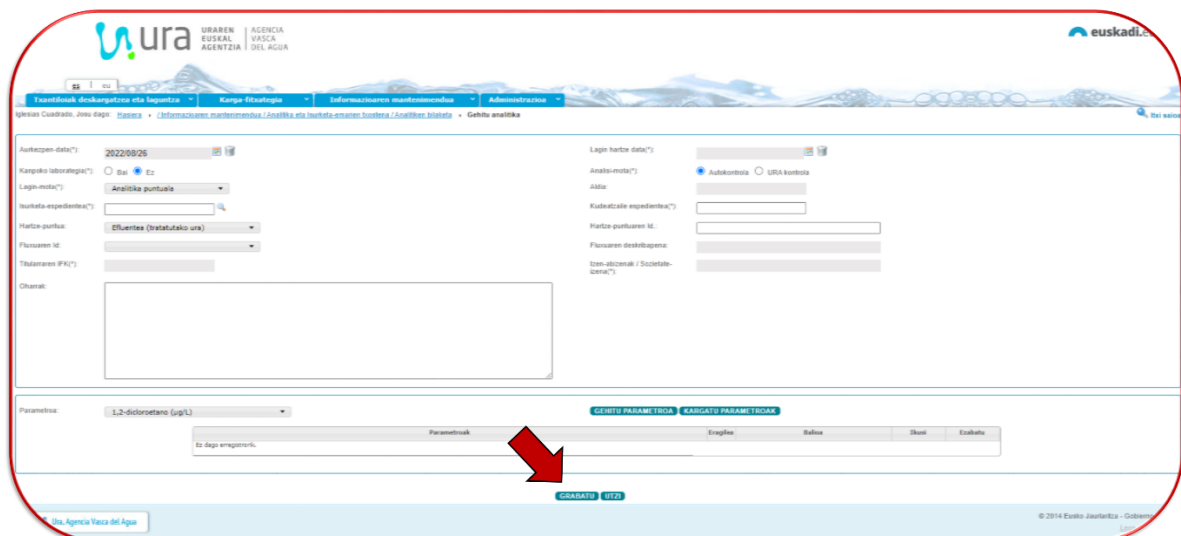 ura URAREN EUSKAL AGENTZIA AGENCIA VASCA DEL AGUA
euskadi.e
es | eu
Txantiloiak deskargatzea eta laguntza Karga-fitxategia Informazioaren mantenimendua Administrazioa
Iglesias Cuadrado, Josu dago: Hasiera / Informazioaren mantenimendua / Analitika eta Isurketa-emarien txostena / Analitiken bilaketa Gehitu analitika Itxi saioa
Aurkezpen-data(*): 2022/08/26 Lagin hartze data(*):
Kanpoko laborategia(*): Bai Ez Analisi-mota(*): Autokontrola URA kontrola
Lagin-mota(*): Analitika puntuala Aldia:
Isurketa-espedientea(*): Kudeatzaile espedientea(*):
Hartze-puntua: Efluentea (tratatutako ura) Hartze-puntuaren Id.:
Fluxuaren Id: Fluxuaren deskribapena:
Titularraren IFK(*): Izen-abizenak / Sozietate-izena(*):
Oharrak:
Parametroa: 1,2-dicloroetano (µg/L) GEHITU PARAMETROA KARGATU PARAMETROAK
Parametroak Eragilea Balioa Ikusi Ezabatu
Ez dago erregistrorik.
GRABATU UTZI
Ura, Agencia Vasca del Agua
© 2014 Eusko Jaurlaritza - Gobierno